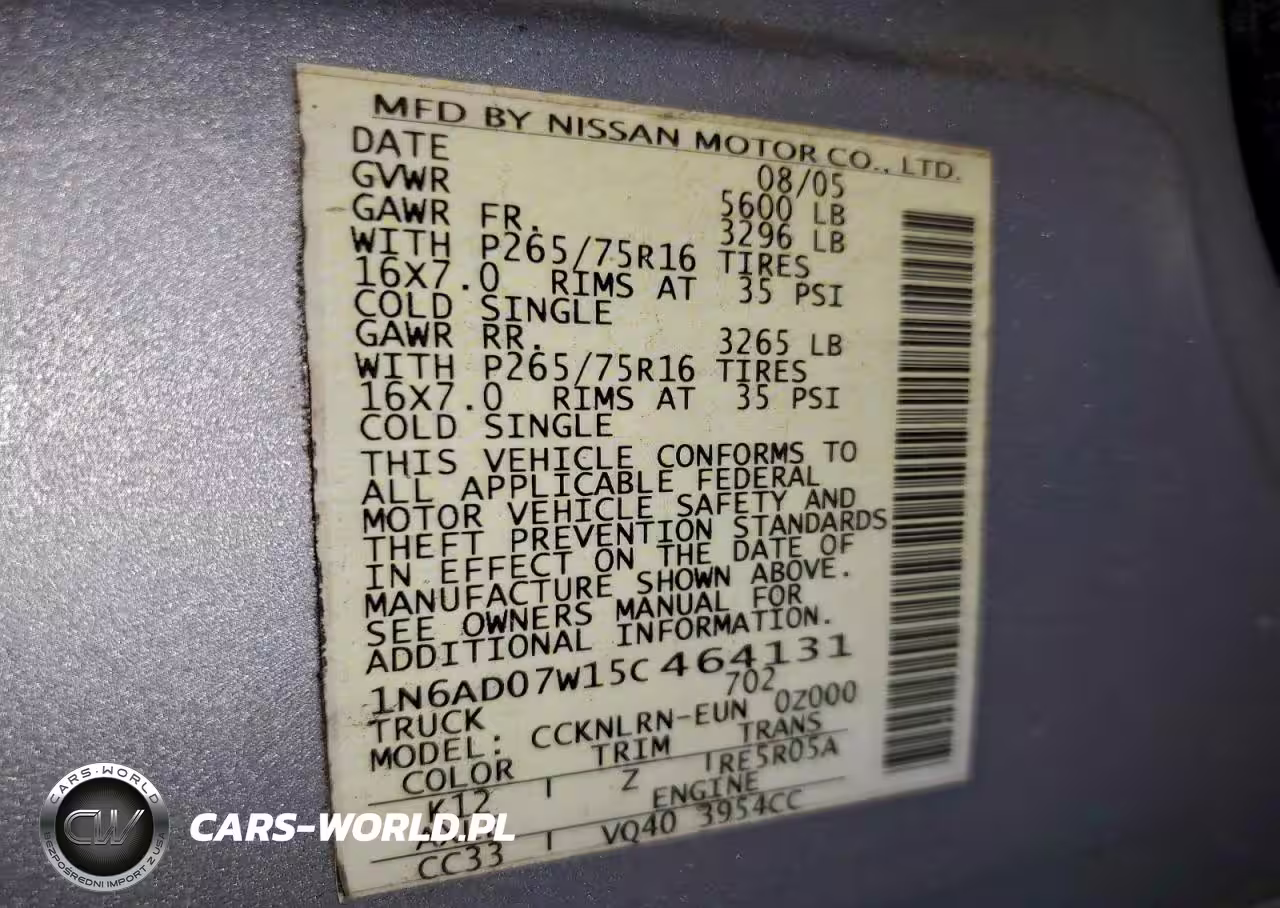 MFD BY NISSAN MOTOR CO., LTD.
DATE 08/05
GVWR 5600 LB
GAWR FR. 3296 LB
WITH P265/75R16 TIRES
16X7.0 RIMS AT 35 PSI
COLD SINGLE
GAWR RR. 3265 LB
WITH P265/75R16 TIRES
16X7.0 RIMS AT 35 PSI
COLD SINGLE
THIS VEHICLE CONFORMS TO
ALL APPLICABLE FEDERAL
MOTOR VEHICLE SAFETY AND
THEFT PREVENTION STANDARDS
IN EFFECT ON THE DATE OF
MANUFACTURE SHOWN ABOVE.
SEE OWNERS MANUAL FOR
ADDITIONAL INFORMATION.
1N6AD07W15C464131
TRUCK 702
MODEL: CCKNLRN-EUN 0Z000
COLOR TRIM TRANS
K12 Z RE5R05A
ENGINE
CC33 VQ40 3954CC
CARS-WORLD
CW
BEZPOŚREDNI IMPORT Z USA
CARS-WORLD.PL